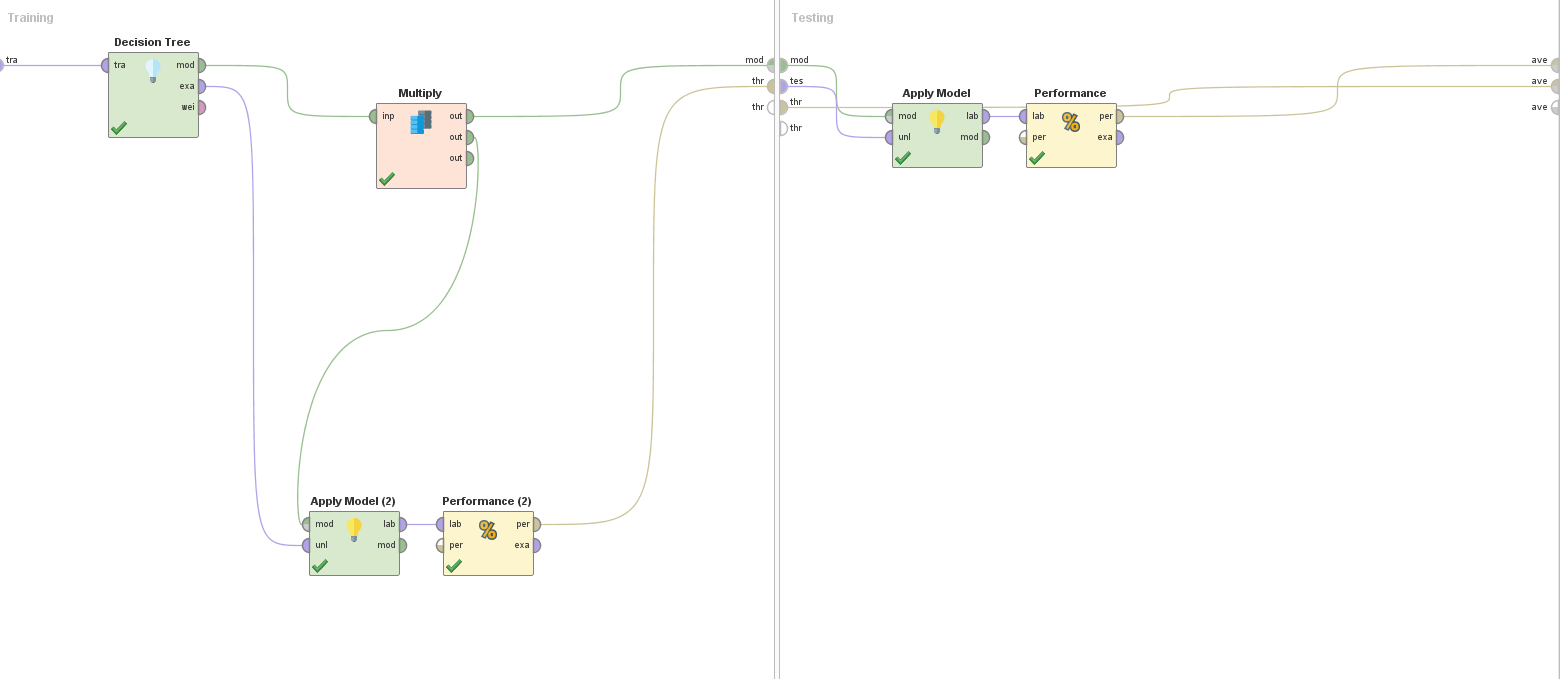 Training
Decision Tree
tra
tra
mod
exa
wei
Multiply
inp
out
out
out
mod
thr
thr
Apply Model (2)
mod
lab
unl
mod
Performance (2)
lab
per
per
exa
Testing
mod
tes
thr
thr
Apply Model
mod
lab
unl
mod
Performance
%
lab
per
per
exa
ave
ave
ave